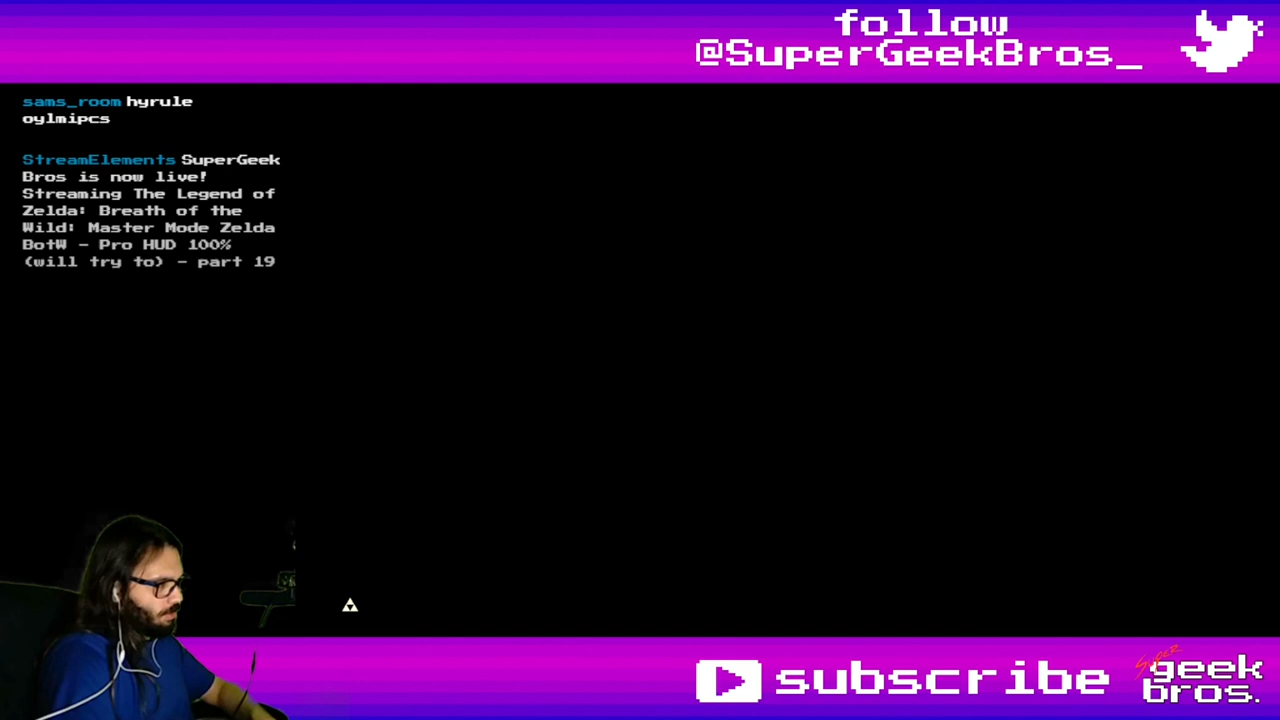 follow
@SuperGeekBros_
sams_room hyrule
oylmipcs
StreamElements SuperGeek
Bros is now live!
Streaming The Legend of
Zelda: Breath of the
Wild: Master Mode Zelda
BotW - Pro HUD 100%
(will try to) - part 19
subscribe
super
geek
bros.